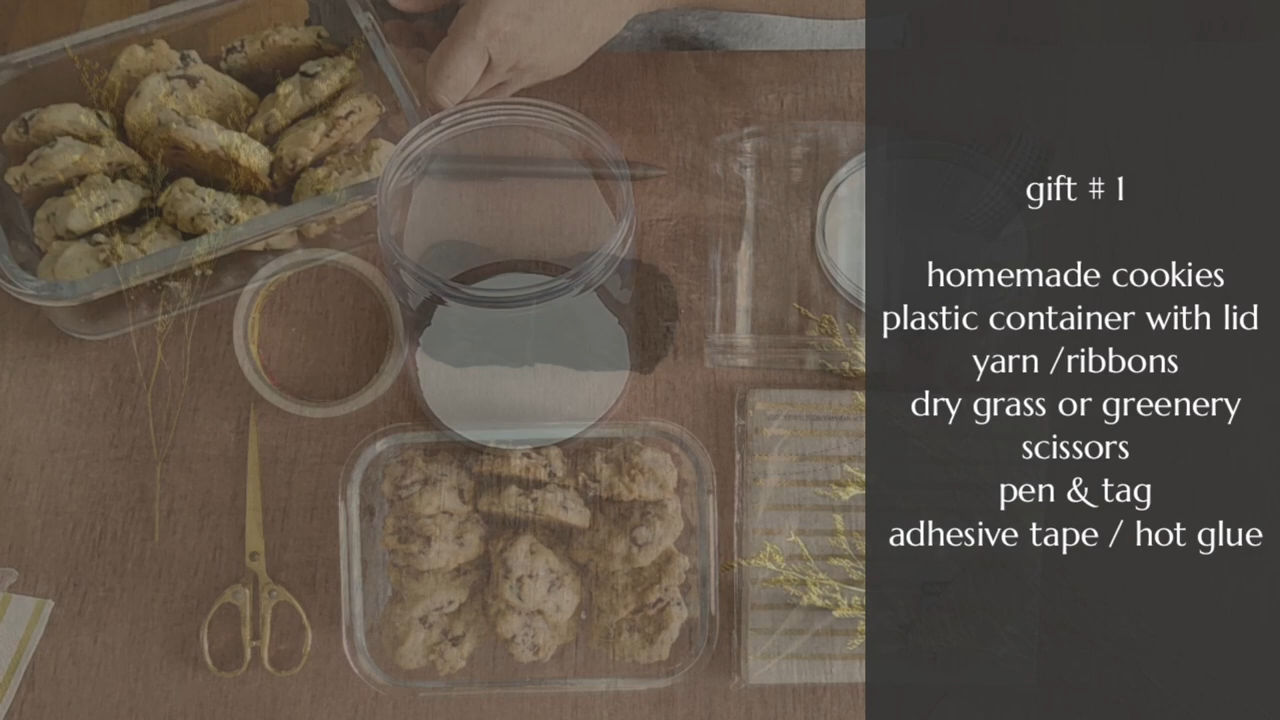 gift # 1
homemade cookies
plastic container with lid
yarn /ribbons
dry grass or greenery
scissors
pen & tag
adhesive tape / hot glue